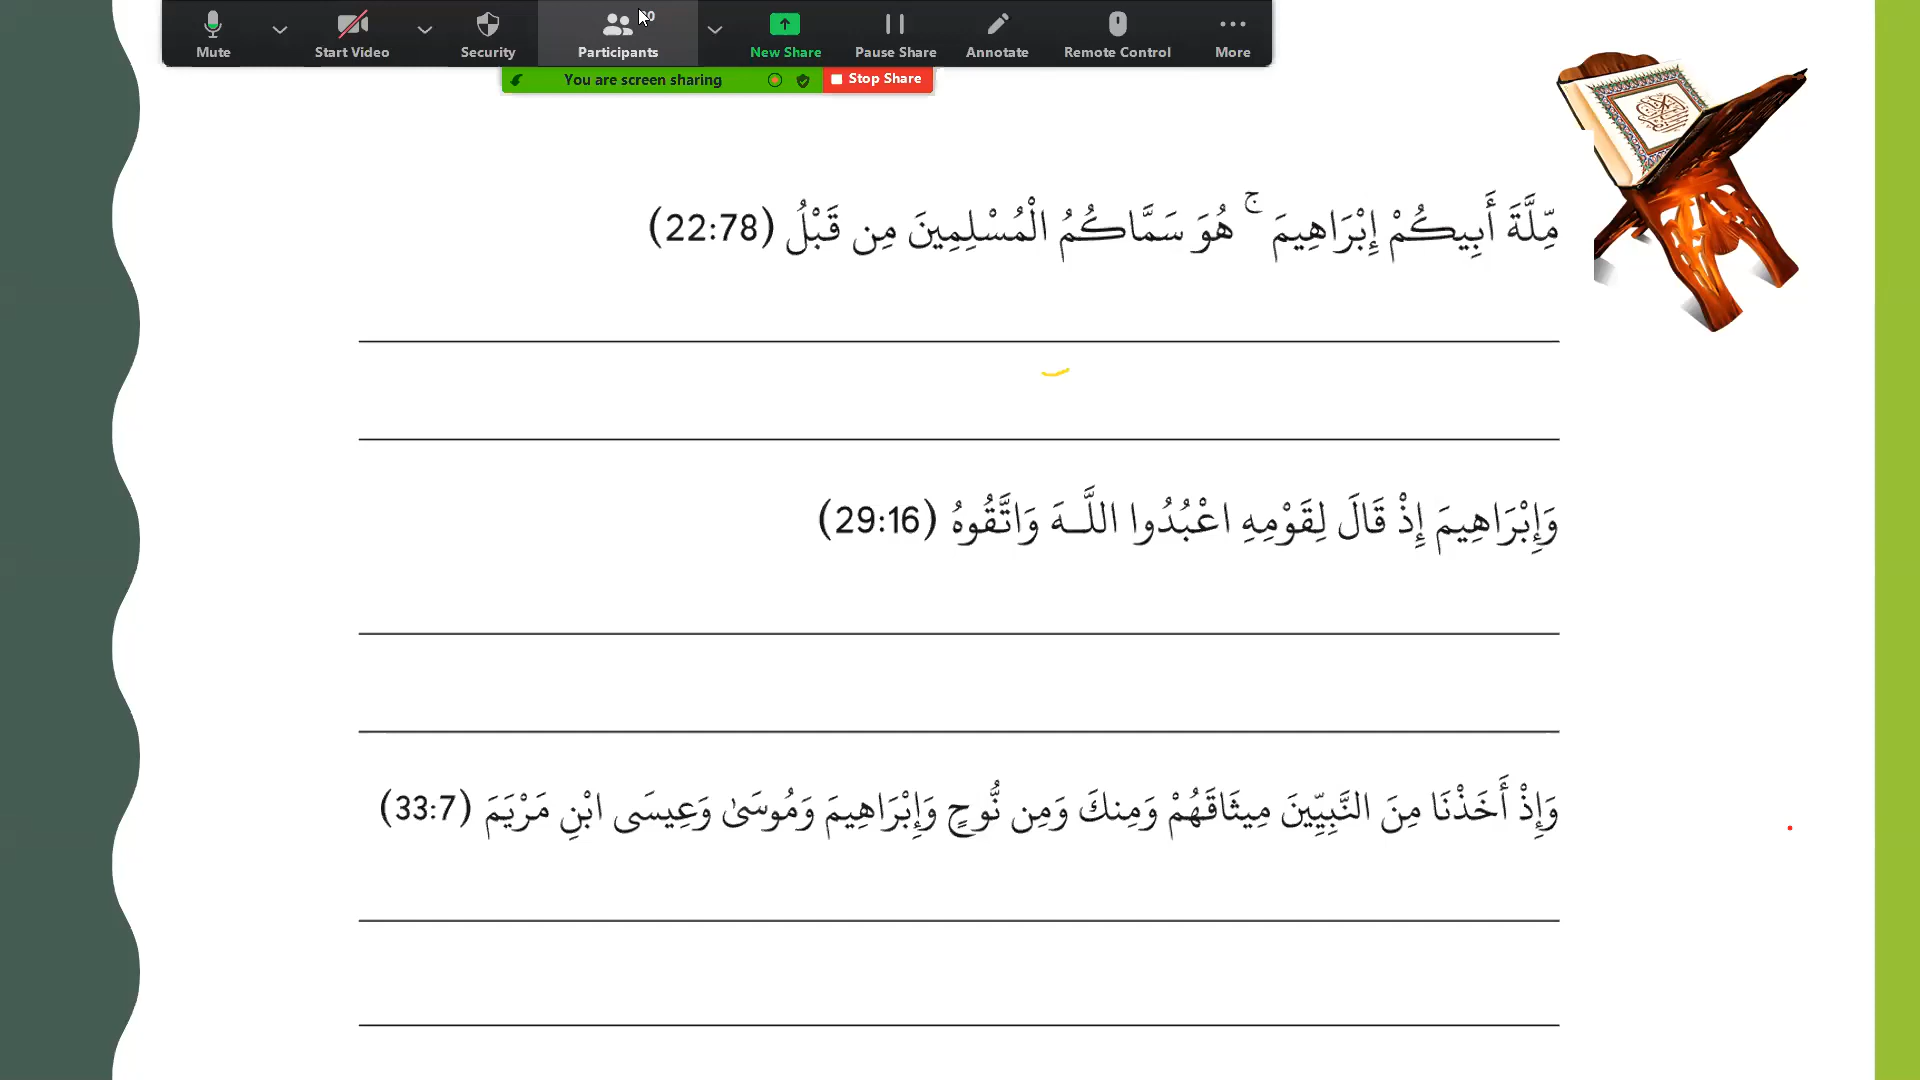 Mute
Start Video
Security
Participants
New Share
Pause Share
Annotate
Remote Control
More
You are screen sharing
Stop Share
مِّلَّةَ أَبِيكُمْ إِبْرَاهِيمَ ۚ هُوَ سَمَّاكُمُ الْمُسْلِمِينَ مِن قَبْلُ (22:78)
وَإِبْرَاهِيمَ إِذْ قَالَ لِقَوْمِهِ اعْبُدُوا اللَّـهَ وَاتَّقُوهُ (29:16)
وَإِذْ أَخَذْنَا مِنَ النَّبِيِّينَ مِيثَاقَهُمْ وَمِنكَ وَمِن نُّوحٍ وَإِبْرَاهِيمَ وَمُوسَىٰ وَعِيسَى ابْنِ مَرْيَمَ (33:7)